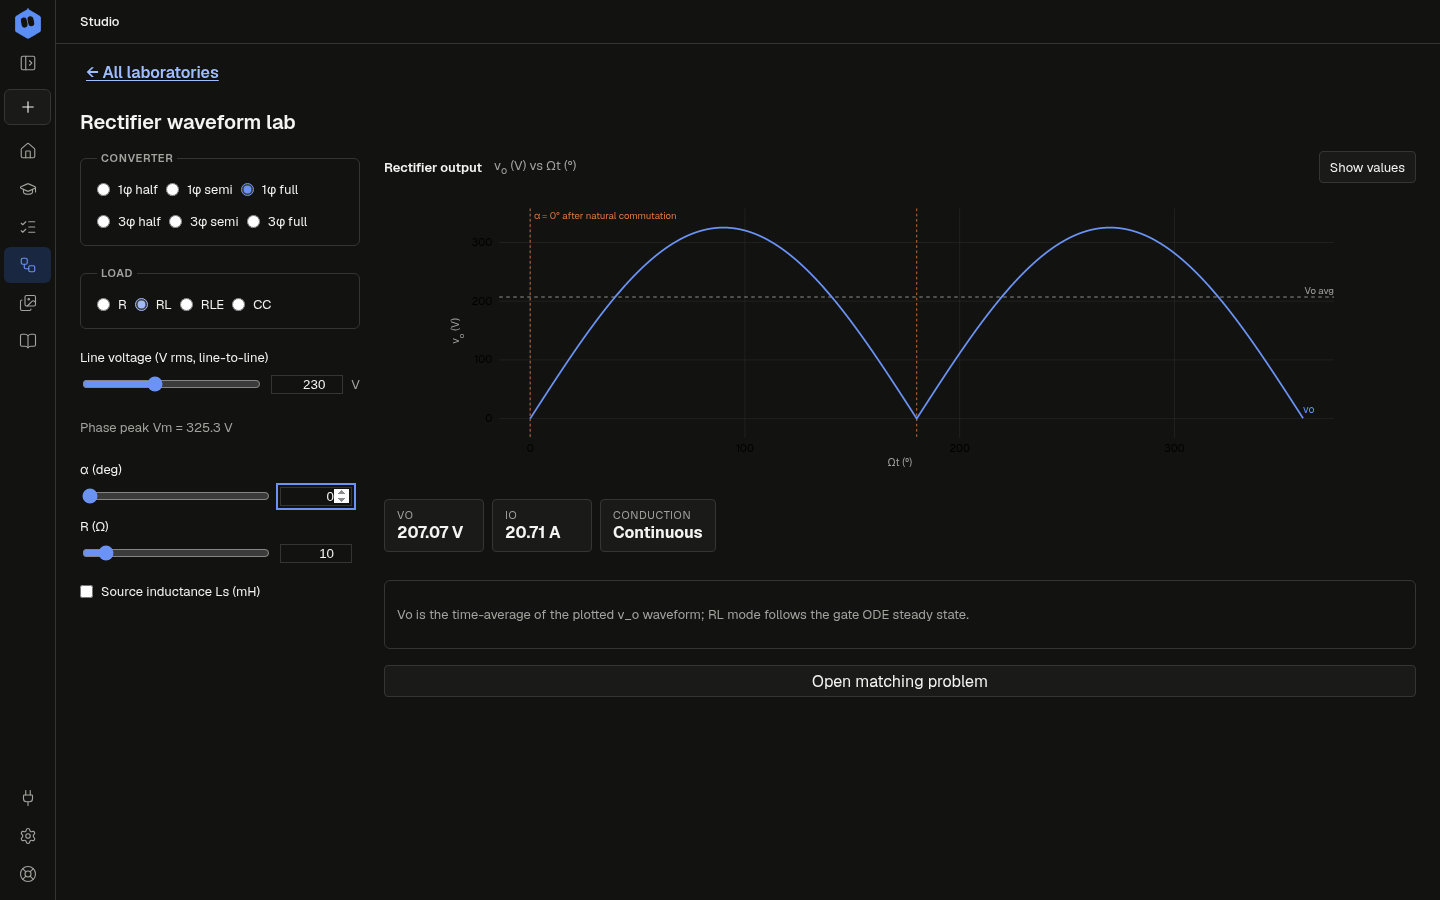 Studio
← All laboratories
Rectifier waveform lab
CONVERTER
1φ half 1φ semi 1φ full
3φ half 3φ semi 3φ full
LOAD
R RL RLE CC
Line voltage (V rms, line-to-line)
230 V
Phase peak Vm = 325.3 V
α (deg)
0
R (Ω)
10
Source inductance Ls (mH)
Rectifier output vo (V) vs Ωt (°)
Show values
α = 0° after natural commutation
300
Vo avg
200
vo (V)
100
vo
0
0 100 200 300
Ωt (°)
VO
207.07 V
IO
20.71 A
CONDUCTION
Continuous
Vo is the time-average of the plotted v_o waveform; RL mode follows the gate ODE steady state.
Open matching problem